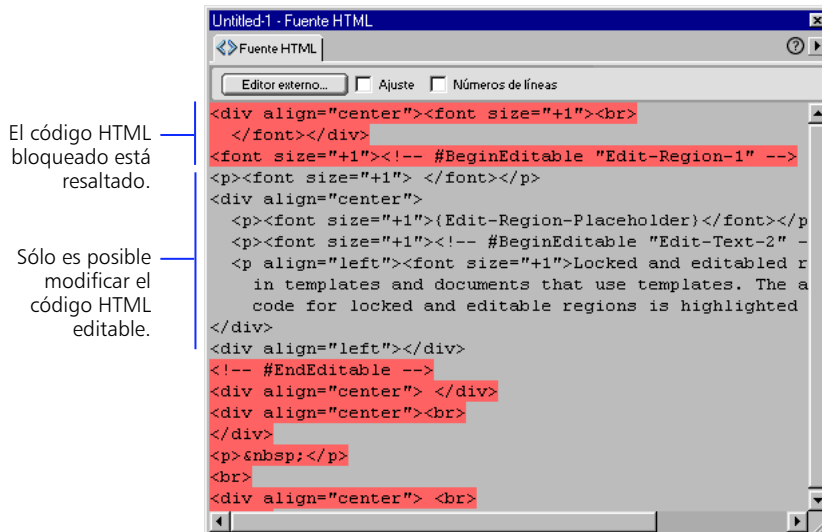 Untitled-1 - Fuente HTML
Fuente HTML
Editor externo... Ajuste Números de líneas
El código HTML
bloqueado está
resaltado.
Sólo es posible
modificar el
código HTML
editable.
<div align="center"><font size="+1"><br>
</font></div>
<font size="+1"><!-- #BeginEditable "Edit-Region-1" -->
<p><font size="+1"> </font></p>
<div align="center">
<p><font size="+1">{Edit-Region-Placeholder}</font></p
<p><font size="+1"><!-- #BeginEditable "Edit-Text-2" -
<p align="left"><font size="+1">Locked and editabled r
in templates and documents that use templates. The a
code for locked and editable regions is highlighted
</div>
<div align="left"></div>
<!-- #EndEditable -->
<div align="center"> </div>
<div align="center"><br>
</div>
<p>&nbsp;</p>
<br>
<div align="center"> <br>